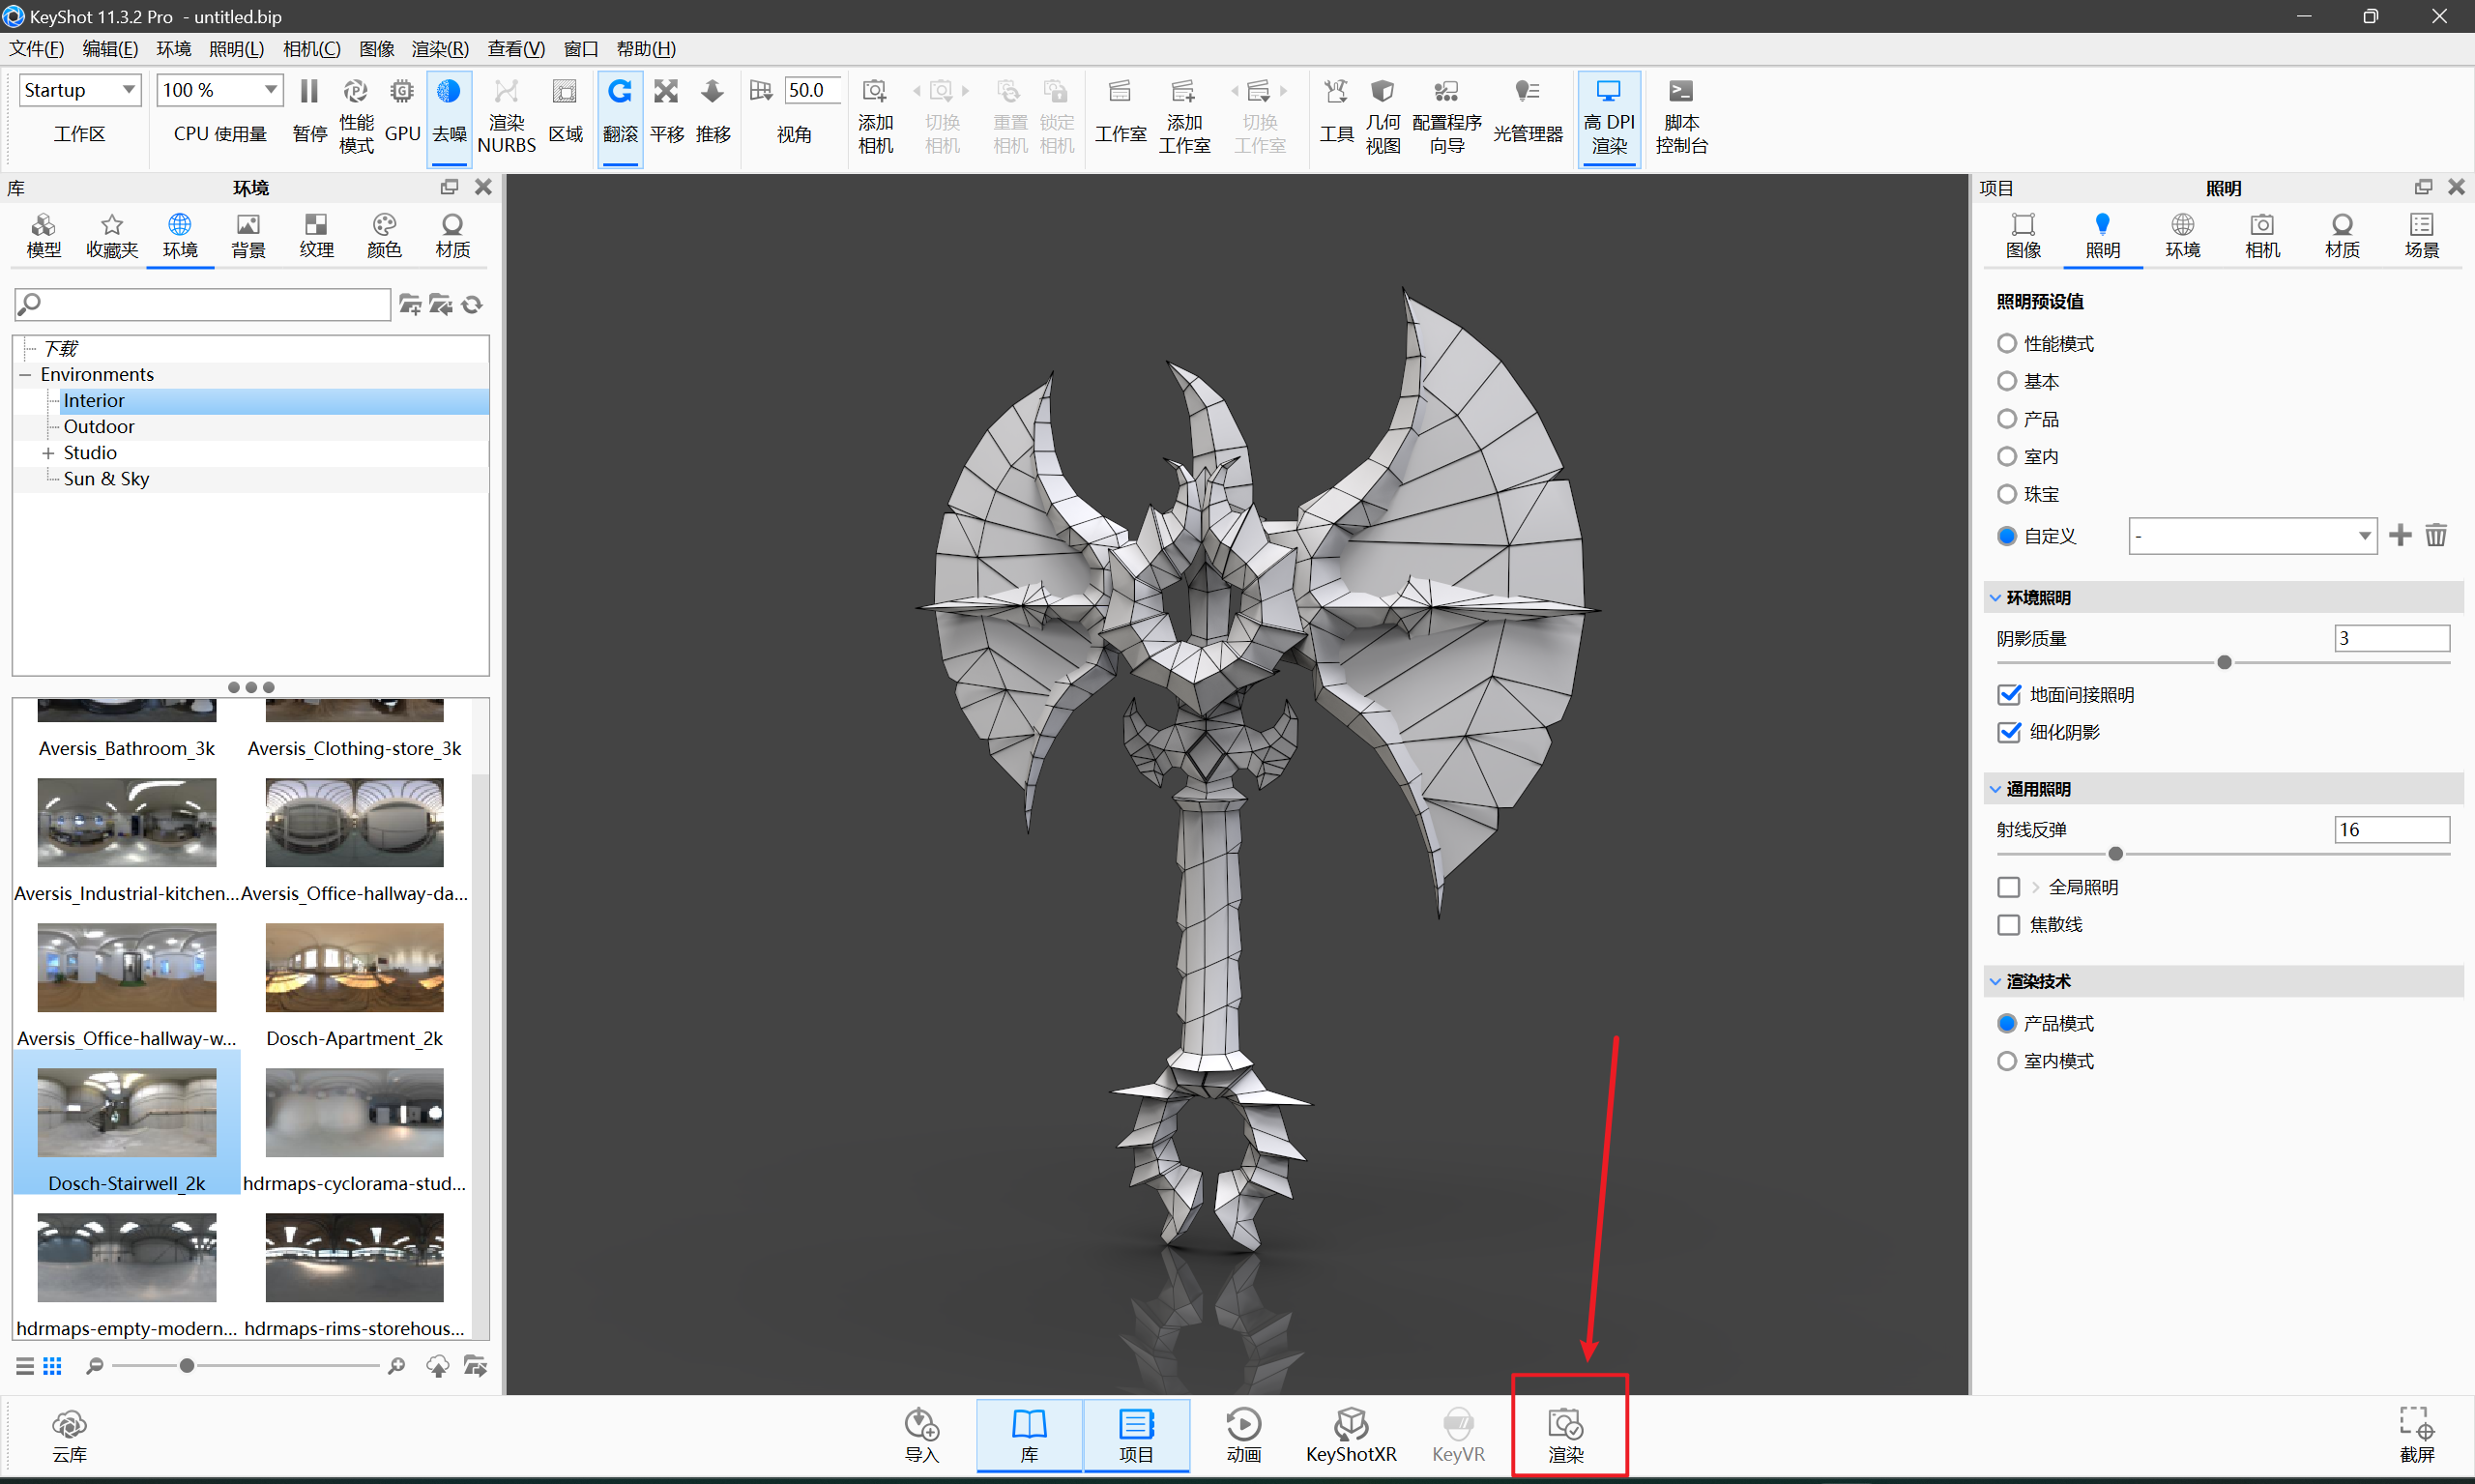 KeyShot 11.3.2 Pro - untitled.bip
文件(F) 编辑(E) 环境 照明(L) 相机(C) 图像 渲染(R) 查看(V) 窗口 帮助(H)
Startup
工作区
100 %
CPU 使用量
暂停
性能
模式
GPU
去噪
渲染
NURBS
区域
翻滚
平移
推移
50.0
视角
添加
相机
切换
相机
重置
相机
锁定
相机
工作室
添加
工作室
切换
工作室
工具
几何
视图
配置程序
向导
光管理器
高 DPI
渲染
脚本
控制台
库 环境
模型 收藏夹 环境 背景 纹理 颜色 材质
下载
Environments
Interior
Outdoor
Studio
Sun & Sky
Aversis_Bathroom_3k Aversis_Clothing-store_3k
Aversis_Industrial-kitchen... Aversis_Office-hallway-da...
Aversis_Office-hallway-w... Dosch-Apartment_2k
Dosch-Stairwell_2k hdrmaps-cyclorama-stud...
hdrmaps-empty-modern... hdrmaps-rims-storehous...
项目 照明
图像 照明 环境 相机 材质 场景
照明预设值
性能模式
基本
产品
室内
珠宝
自定义 -
环境照明
阴影质量 3
地面间接照明
细化阴影
通用照明
射线反弹 16
全局照明
焦散线
渲染技术
产品模式
室内模式
云库 导入 库 项目 动画 KeyShotXR KeyVR 渲染 截屏